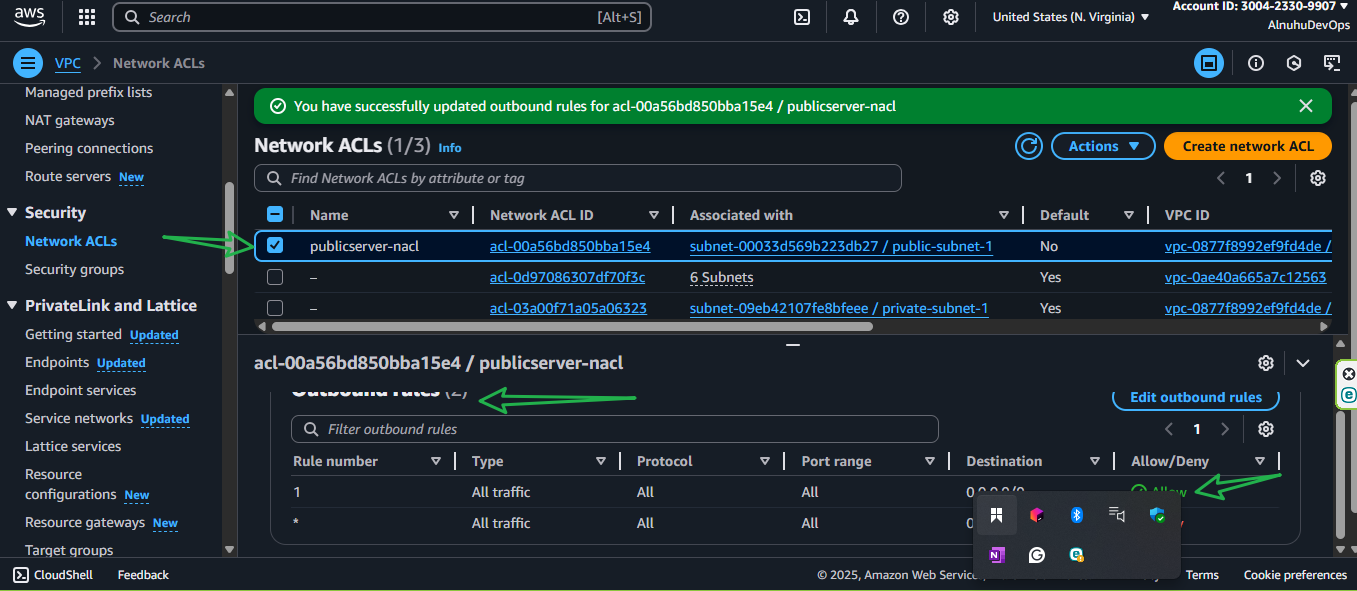 aws
Search [Alt+S]
United States (N. Virginia)
Account ID: 3004-2330-9907
AlnuhuDevOps
VPC > Network ACLs
Managed prefix lists
NAT gateways
Peering connections
Route servers New
Security
Network ACLs
Security groups
PrivateLink and Lattice
Getting started Updated
Endpoints Updated
Endpoint services
Service networks Updated
Lattice services
Resource
configurations New
Resource gateways New
Target groups
You have successfully updated outbound rules for acl-00a56bd850bba15e4 / publicserver-nacl
Network ACLs (1/3) Info
Actions
Create network ACL
Find Network ACLs by attribute or tag
1
Name Network ACL ID Associated with Default VPC ID
publicserver-nacl acl-00a56bd850bba15e4 subnet-00033d569b223db27 / public-subnet-1 No vpc-0877f8992ef9fd4de /
– acl-0d97086307df70f3c 6 Subnets Yes vpc-0ae40a665a7c12563
– acl-03a00f71a05a06323 subnet-09eb42107fe8bfeee / private-subnet-1 Yes vpc-0877f8992ef9fd4de /
acl-00a56bd850bba15e4 / publicserver-nacl
Outbound rules (2)
Edit outbound rules
Filter outbound rules
1
Rule number Type Protocol Port range Destination Allow/Deny
1 All traffic All All 0.0.0.0/0 Allow
* All traffic All All
CloudShell Feedback
© 2025, Amazon Web Servic
Terms Cookie preferences